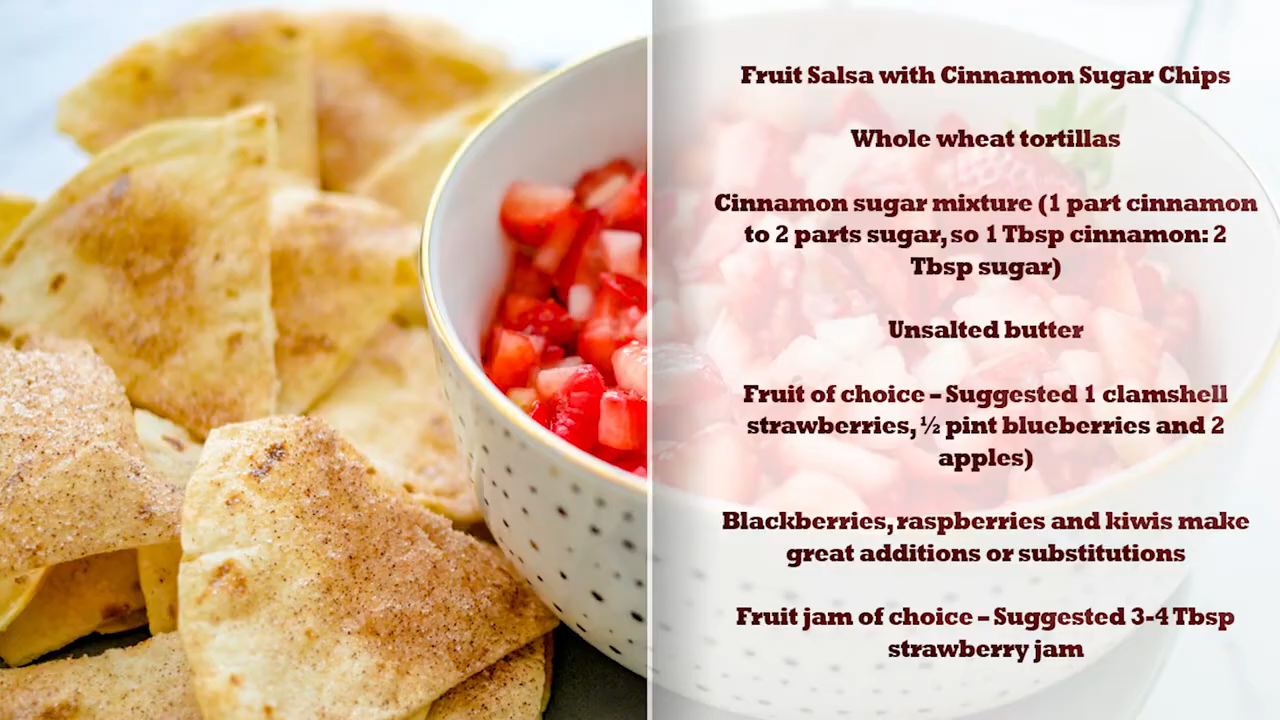 Fruit Salsa with Cinnamon Sugar Chips
Whole wheat tortillas
Cinnamon sugar mixture (1 part cinnamon
to 2 parts sugar, so 1 Tbsp cinnamon: 2
Tbsp sugar)
Unsalted butter
Fruit of choice – Suggested 1 clamshell
strawberries, ½ pint blueberries and 2
apples)
Blackberries, raspberries and kiwis make
great additions or substitutions
Fruit jam of choice – Suggested 3-4 Tbsp
strawberry jam